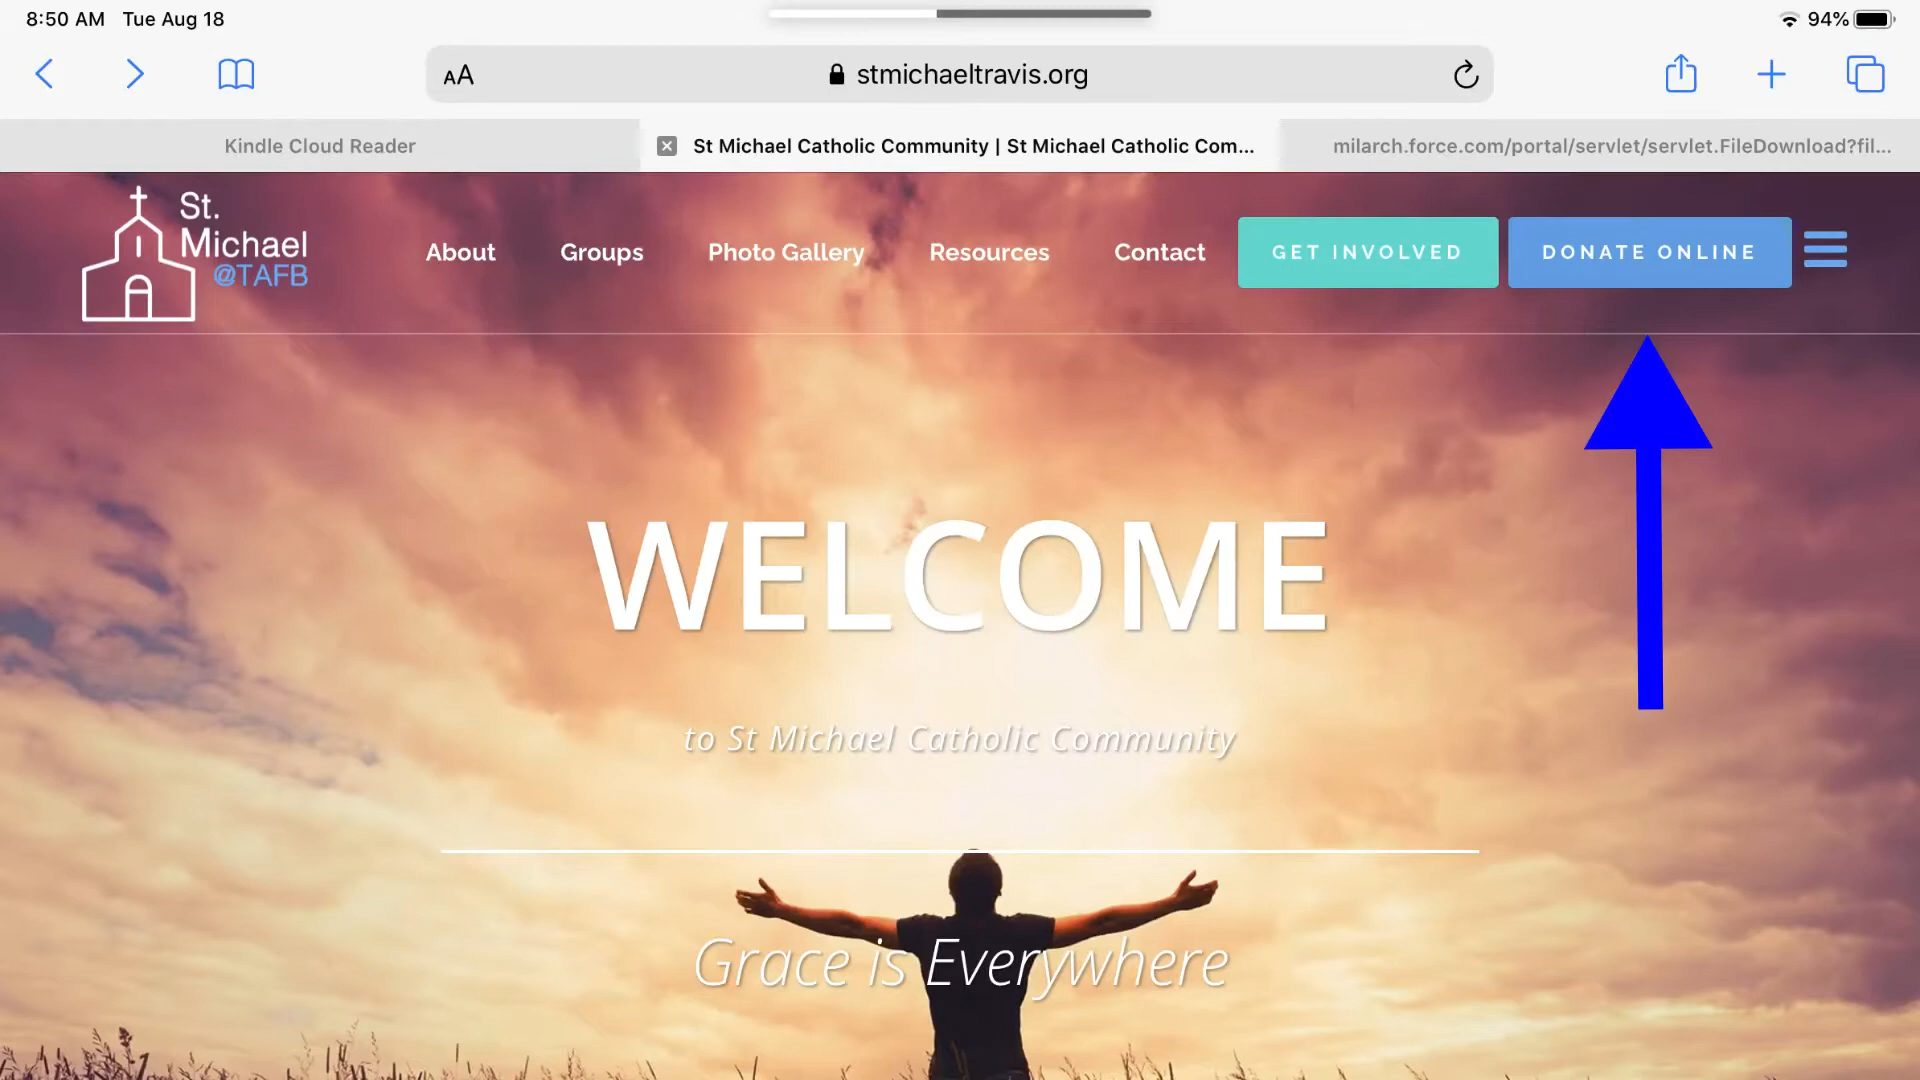 8:50 AM Tue Aug 18
94%
AA
stmichaeltravis.org
Kindle Cloud Reader
St Michael Catholic Community | St Michael Catholic Com...
milarch.force.com/portal/servlet/servlet.FileDownload?fil...
St.
Michael
@TAFB
About
Groups
Photo Gallery
Resources
Contact
GET INVOLVED
DONATE ONLINE
WELCOME
to St Michael Catholic Community
Grace is Everywhere